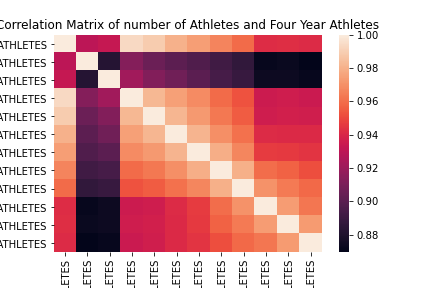 Correlation Matrix of number of Athletes and Four Year Athletes
ATHLETES
ATHLETES
ATHLETES
ATHLETES
ATHLETES
ATHLETES
ATHLETES
ATHLETES
ATHLETES
ATHLETES
ATHLETES
ATHLETES
LETES
LETES
LETES
LETES
LETES
LETES
LETES
LETES
LETES
LETES
LETES
LETES
1.00
0.98
0.96
0.94
0.92
0.90
0.88